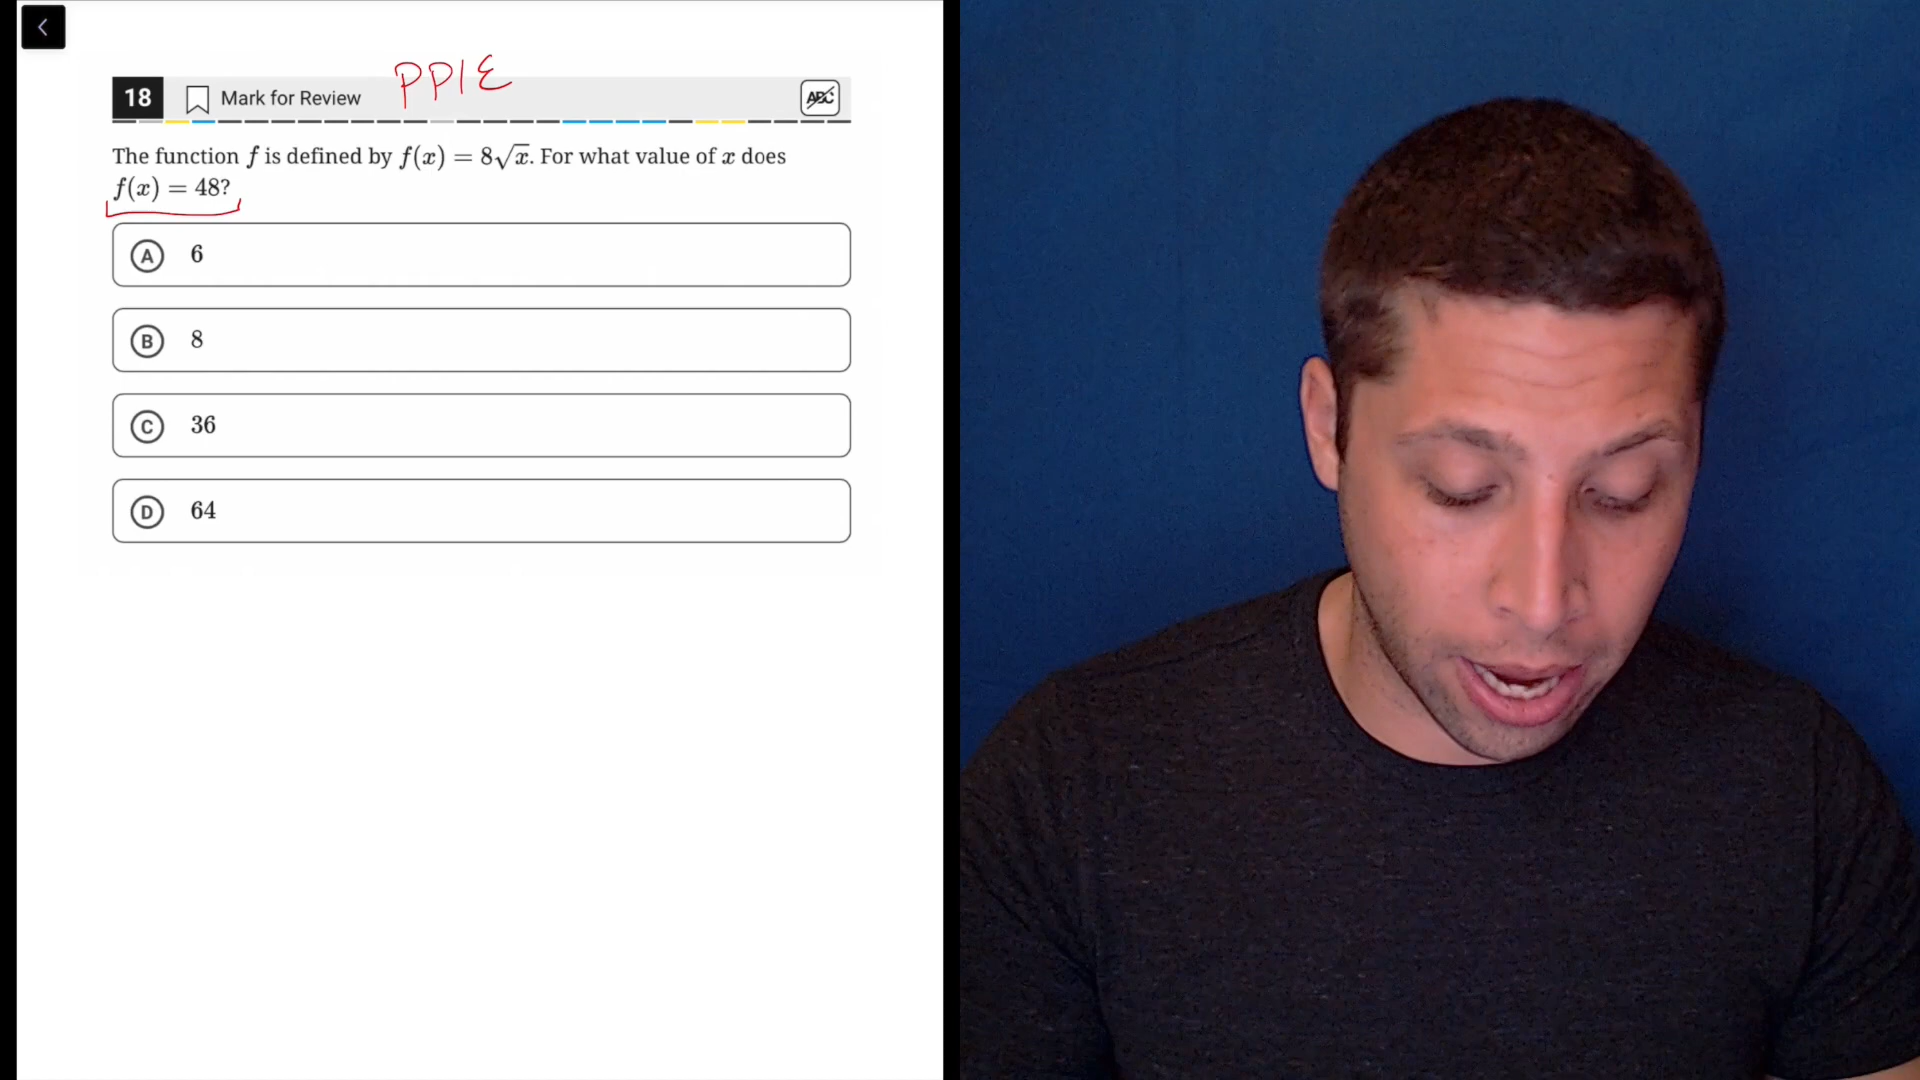 PPIE
18 Mark for Review ABC
The function f is defined by f(x) = 8√x. For what value of x does
f(x) = 48?
A 6
B 8
C 36
D 64